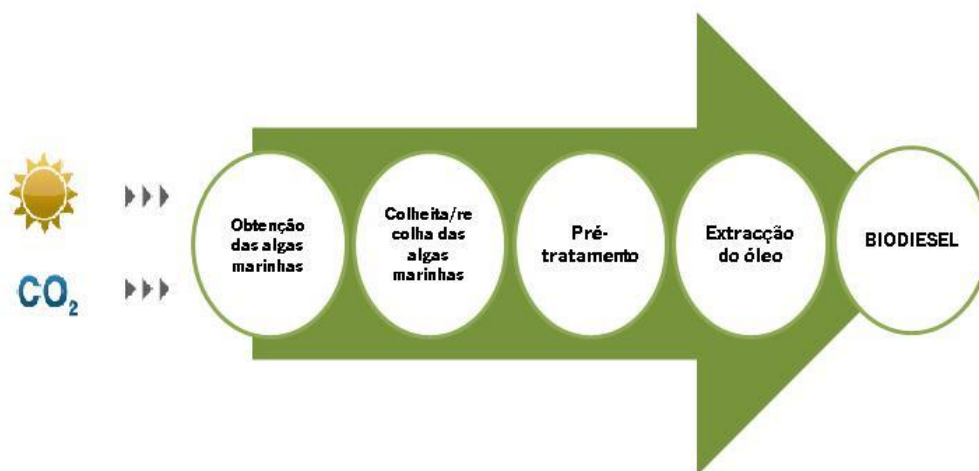 CO₂
Obtenção
das algas
marinhas
Colheita/re
colha das
algas
marinhas
Pré-
tratamento
Extracção
do óleo
BIODIESEL